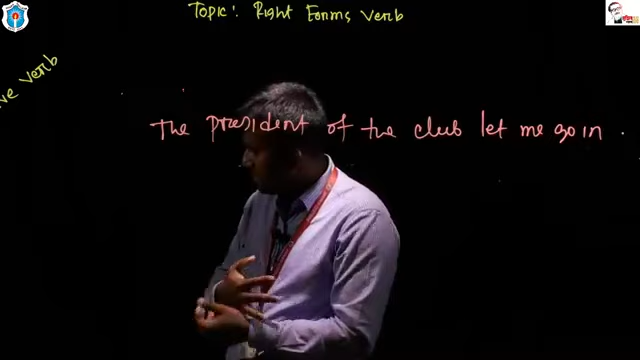 Topic: Right Forms Verb
ve verb
The president of the club let me go in .